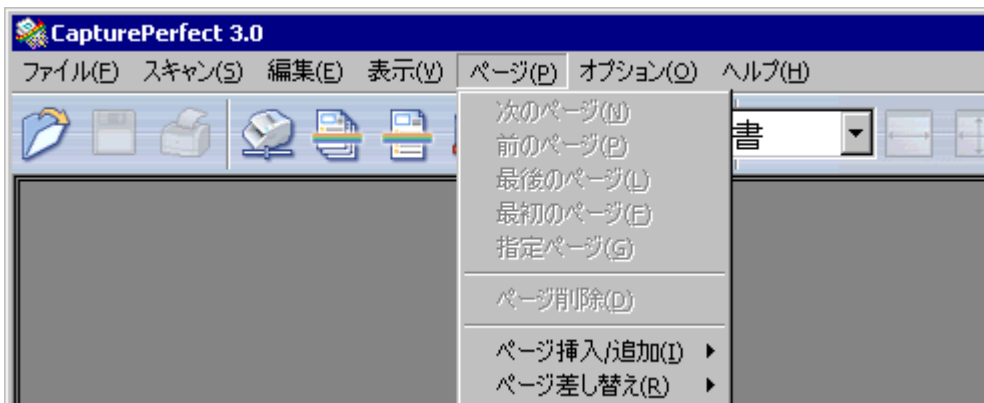 CapturePerfect 3.0
ファイル(F) スキャン(S) 編集(E) 表示(V) ページ(P) オプション(O) ヘルプ(H)
書
次のページ(N)
前のページ(P)
最後のページ(L)
最初のページ(F)
指定ページ(G)
ページ削除(D)
ページ挿入/追加(I)
ページ差し替え(R)